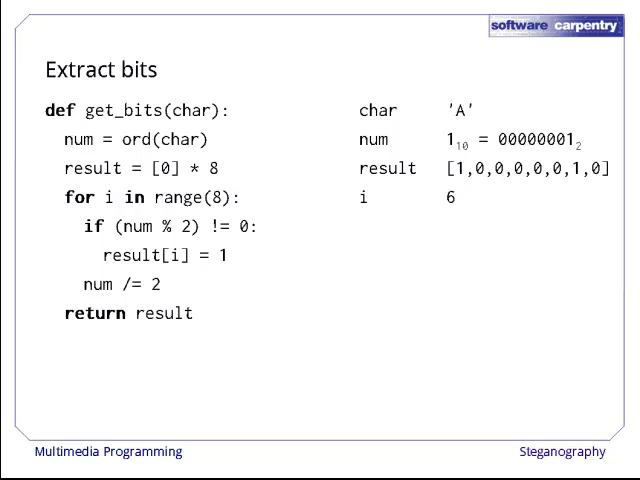 software carpentry
Extract bits
def get_bits(char): char 'A'
num = ord(char) num 1₁₀ = 00000001₂
result = [0] * 8 result [1,0,0,0,0,0,1,0]
for i in range(8): i 6
if (num % 2) != 0:
result[i] = 1
num /= 2
return result
Multimedia Programming Steganography